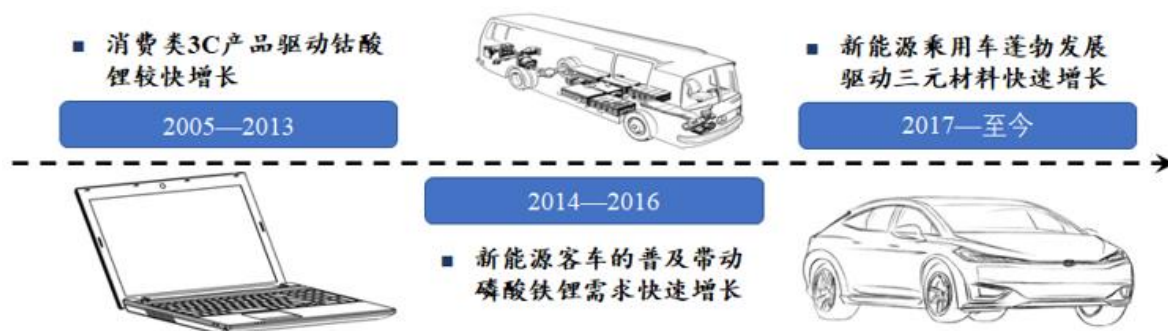 ■ 消费类3C产品驱动钴酸
锂较快增长
2005—2013
2014—2016
■ 新能源客车的普及带动
磷酸铁锂需求快速增长
■ 新能源乘用车蓬勃发展
驱动三元材料快速增长
2017—至今